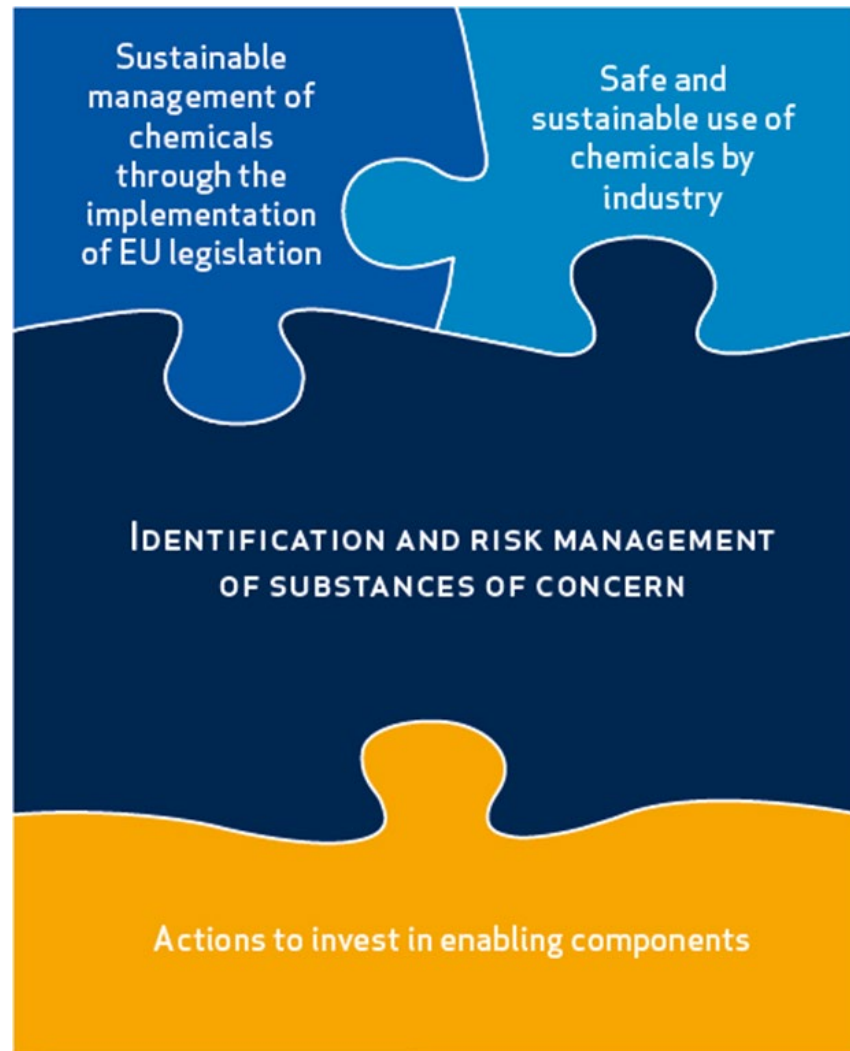 Sustainable
management of
chemicals
through the
implementation
of EU legislation
Safe and
sustainable use of
chemicals by
industry
IDENTIFICATION AND RISK MANAGEMENT
OF SUBSTANCES OF CONCERN
Actions to invest in enabling components